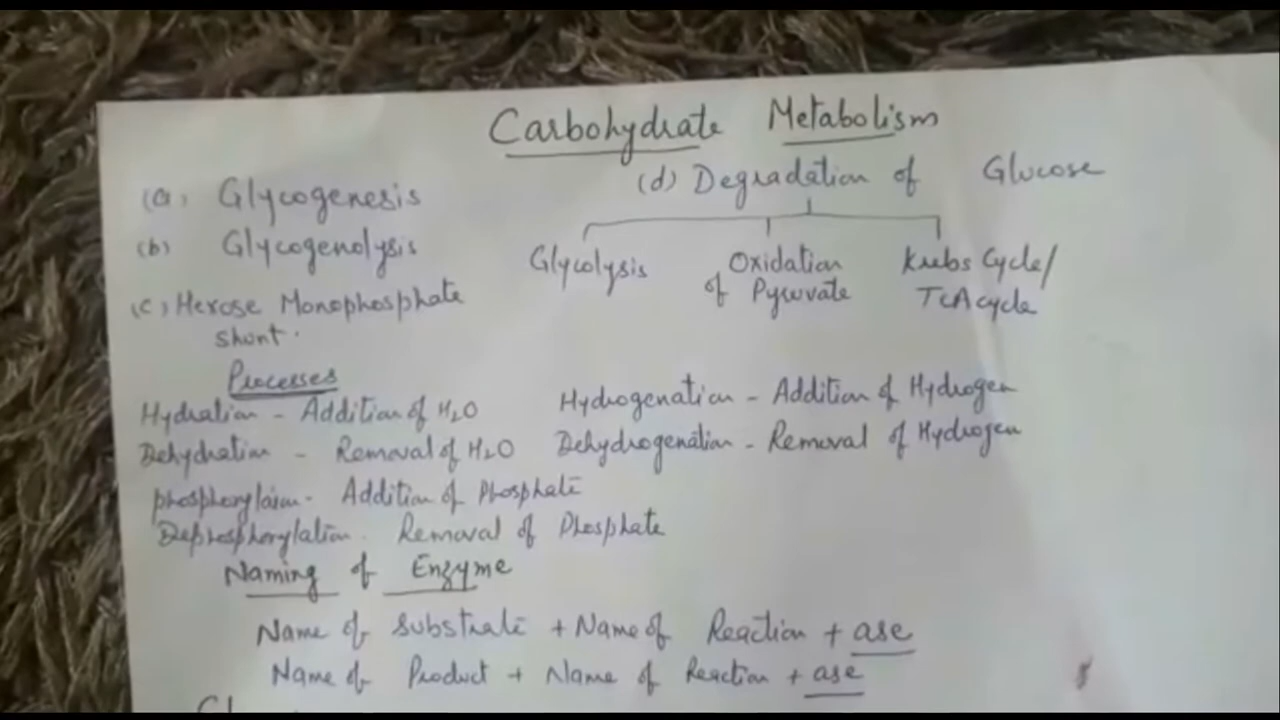 Carbohydrate Metabolism
(a) Glycogenesis
(b) Glycogenolysis
(c) Hexose Monophosphate
Shunt.
(d) Degradation of Glucose
Glycolysis
Oxidation
of Pyruvate
Krebs Cycle/
TCA cycle
Processes
Hydration - Addition of H2O
Dehydration - Removal of H2O
Hydrogenation - Addition of Hydrogen
Dehydrogenation - Removal of Hydrogen
Phosphorylation - Addition of Phosphate
Dephosphorylation. Removal of Phosphate
Naming of Enzyme
Name of Substrate + Name of Reaction + ase
Name of Product + Name of Reaction + ase